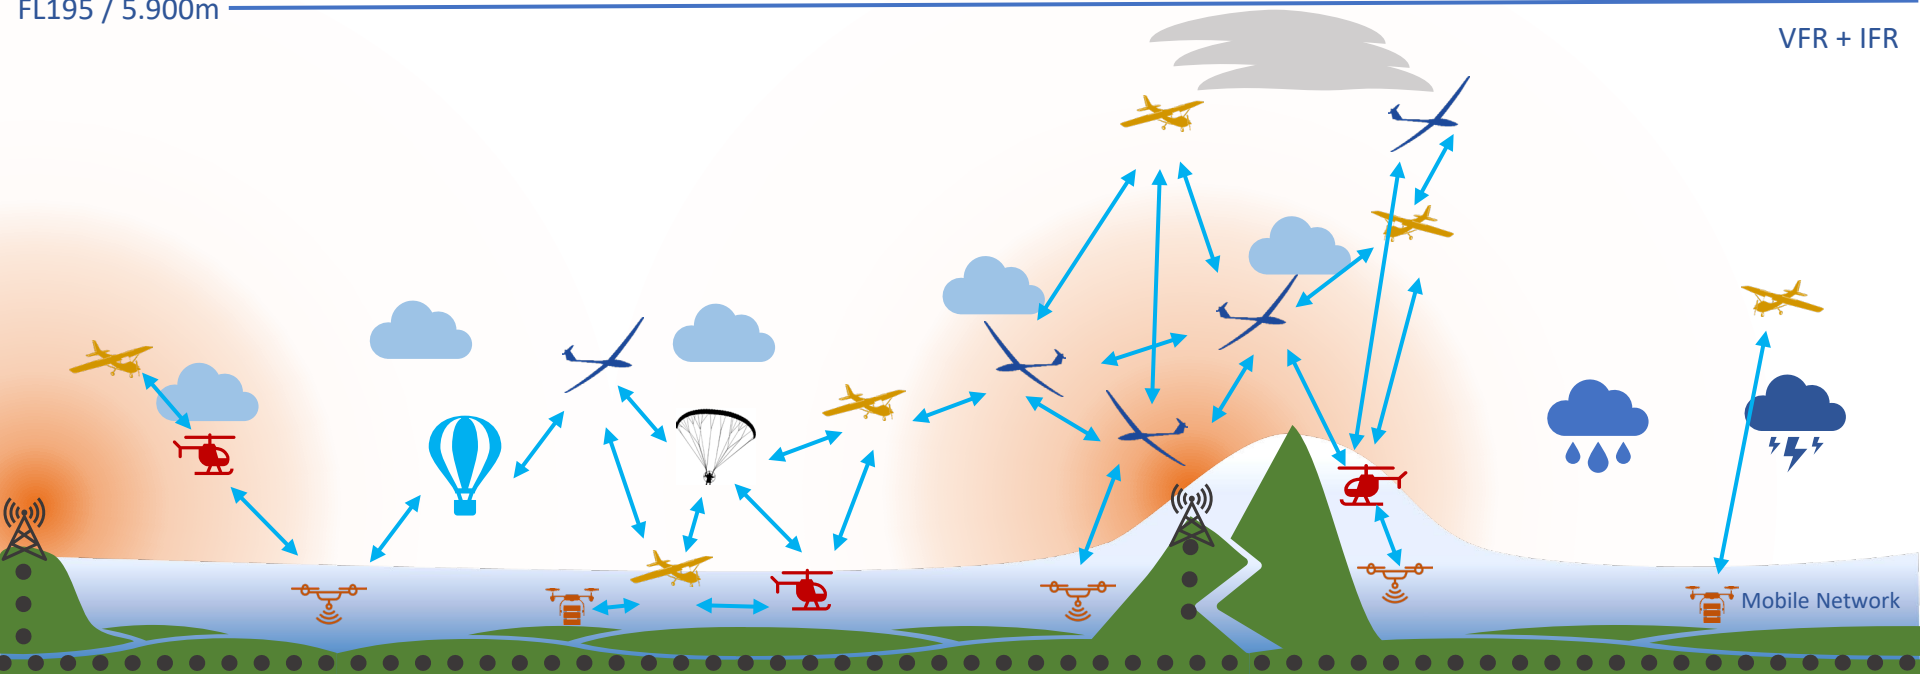 FL195 / 5.900m
VFR + IFR
Mobile Network